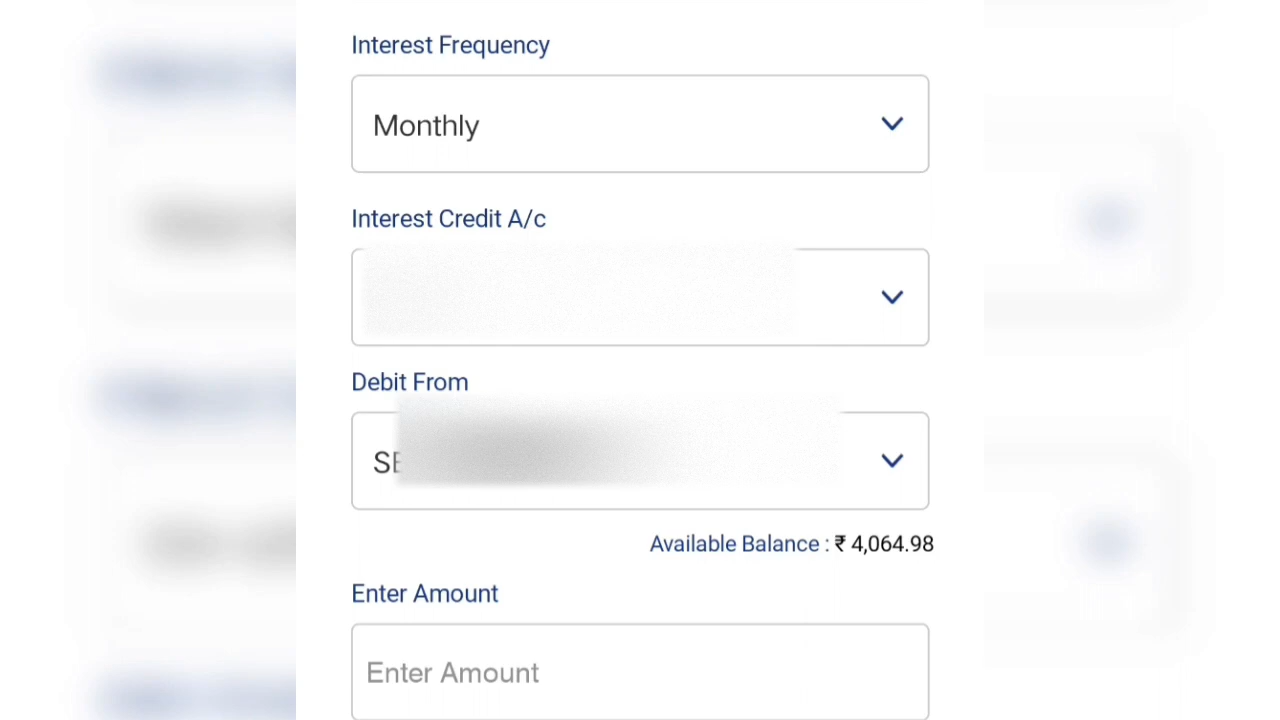 Interest Frequency
Monthly
Interest Credit A/c
Debit From
Available Balance : ₹ 4,064.98
Enter Amount
Enter Amount